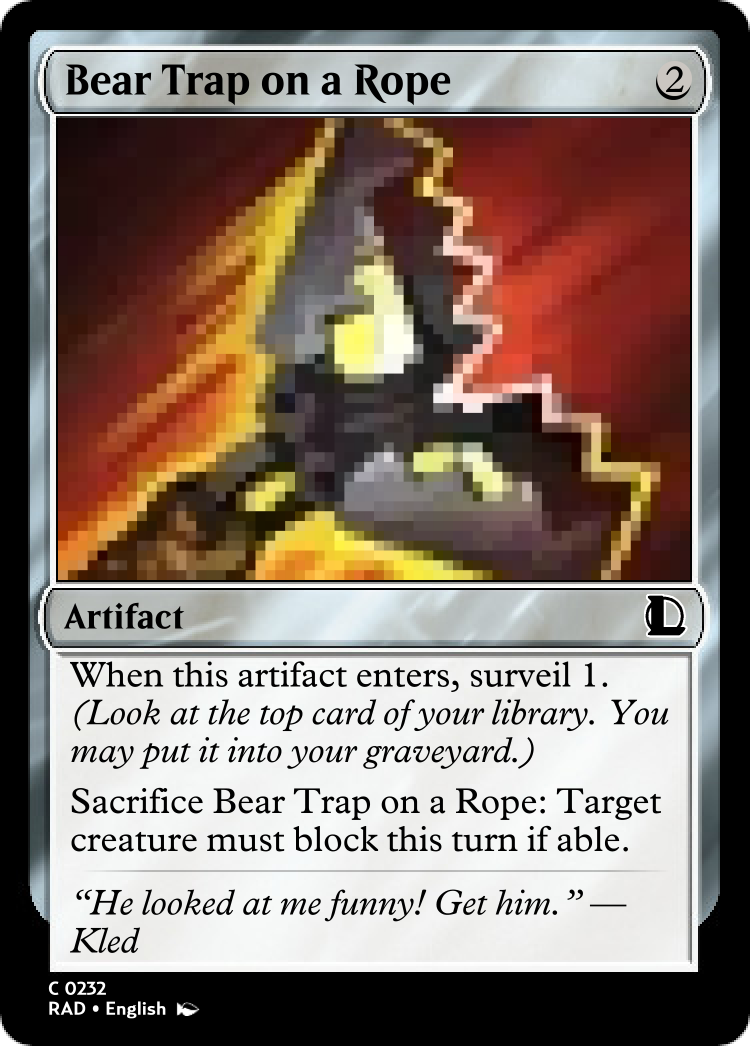 Bear Trap on a Rope
2
Artifact
When this artifact enters, surveil 1.
(Look at the top card of your library. You
may put it into your graveyard.)
Sacrifice Bear Trap on a Rope: Target
creature must block this turn if able.
“He looked at me funny! Get him.” —
Kled
C 0232
RAD • English